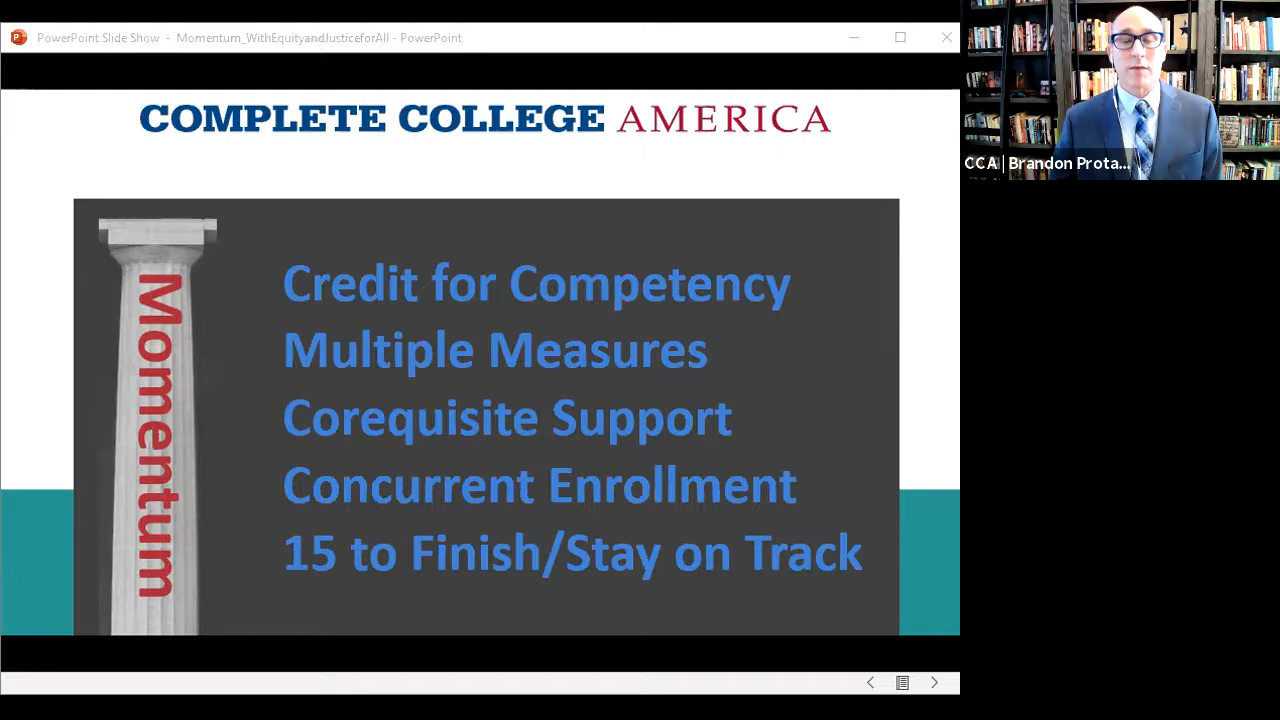 PowerPoint Slide Show - Momentum_WithEquityandJusticeforAll - PowerPoint
COMPLETE COLLEGE AMERICA
CCA | Brandon Prota...
Momentum
Credit for Competency
Multiple Measures
Corequisite Support
Concurrent Enrollment
15 to Finish/Stay on Track